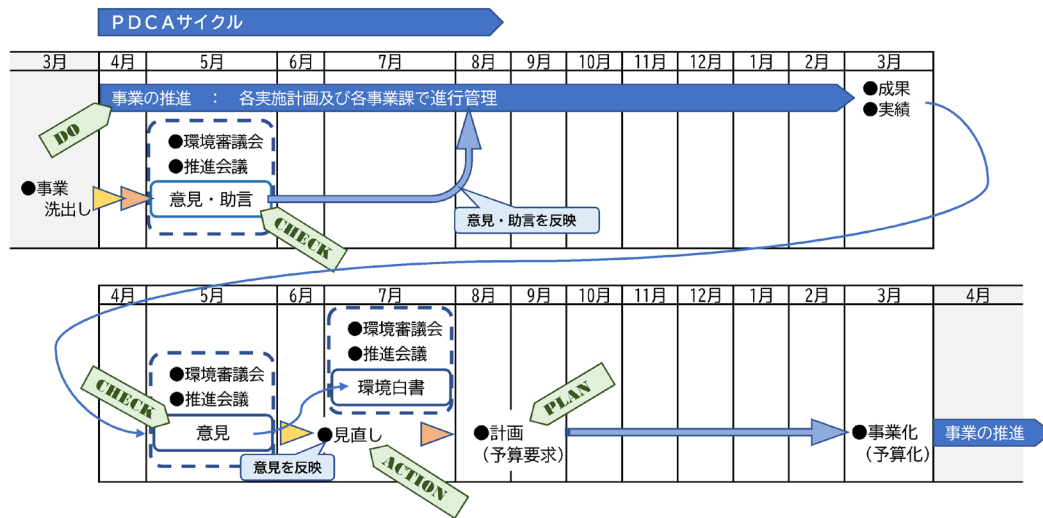 PDCAサイクル
3月 4月 5月 6月 7月 8月 9月 10月 11月 12月 1月 2月 3月
事業の推進 : 各実施計画及び各事業課で進行管理
●成果
●実績
DO
●環境審議会
●推進会議
●事業
洗出し
意見・助言
意見・助言を反映
CHECK
4月 5月 6月 7月 8月 9月 10月 11月 12月 1月 2月 3月 4月
●環境審議会
●推進会議
環境白書
●環境審議会
●推進会議
CHECK
意見
PLAN
●見直し
意見を反映
●計画
(予算要求)
●事業化
(予算化)
事業の推進
ACTION